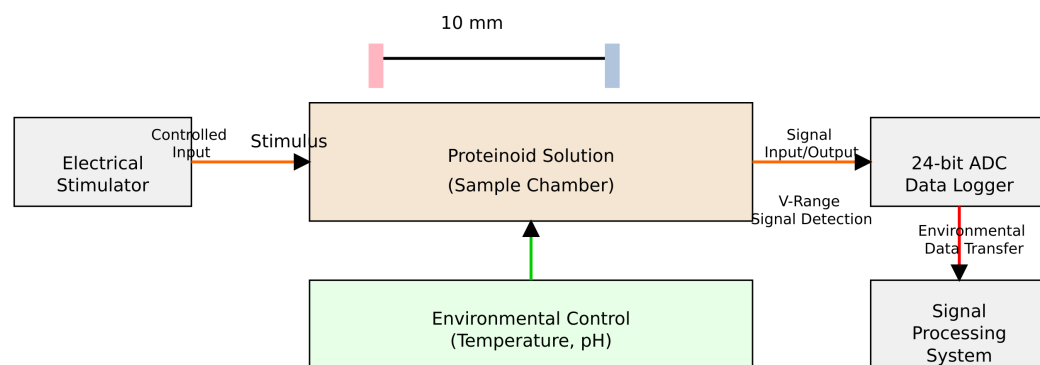 10 mm
Controlled
Input
Stimulus
Electrical
Stimulator
Proteinoid Solution
(Sample Chamber)
Signal
Input/Output
24-bit ADC
Data Logger
V-Range
Signal Detection
Environmental
Data Transfer
Environmental Control
(Temperature, pH)
Signal
Processing
System